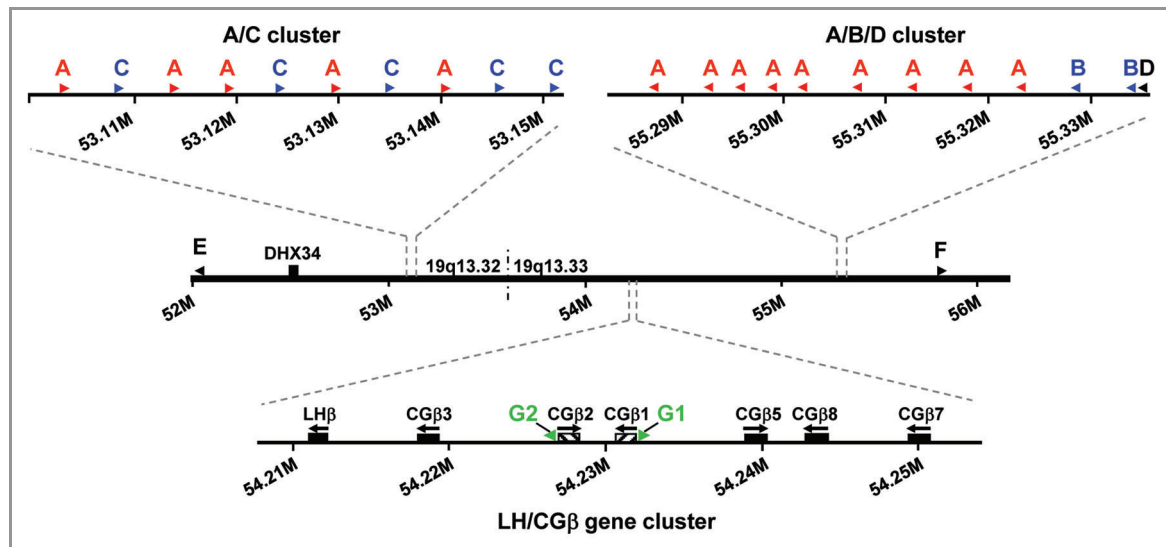 A/C cluster
A/B/D cluster
A C A A C A C A C C
A A A A A A A A A B B D
53.11M 53.12M 53.13M 53.14M 53.15M
55.29M 55.30M 55.31M 55.32M 55.33M
E
DHX34
19q13.32 19q13.33
F
52M 53M 54M 55M 56M
LHβ CGβ3 G2 CGβ2 CGβ1 G1 CGβ5 CGβ8 CGβ7
54.21M 54.22M 54.23M 54.24M 54.25M
LH/CGβ gene cluster